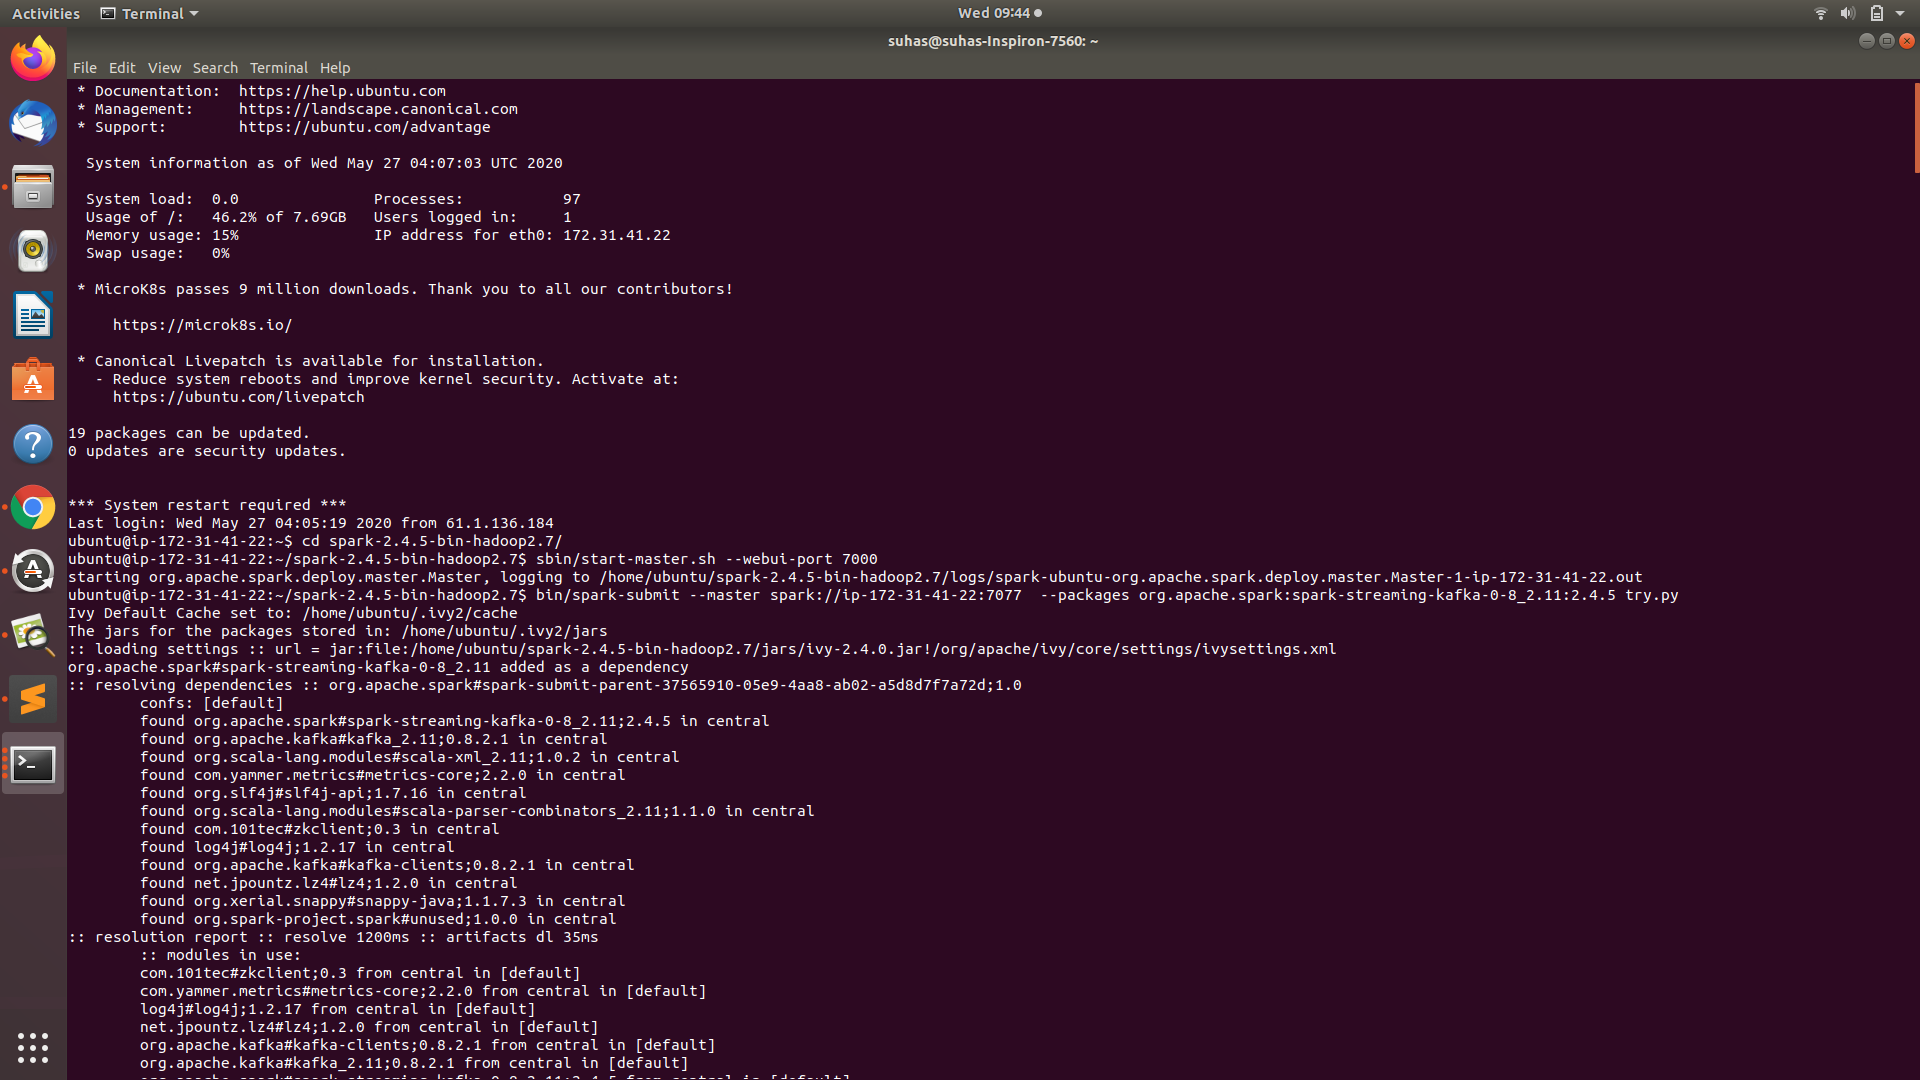 Activities Terminal Wed 09:44
suhas@suhas-Inspiron-7560: ~
File Edit View Search Terminal Help
* Documentation: https://help.ubuntu.com
* Management: https://landscape.canonical.com
* Support: https://ubuntu.com/advantage
System information as of Wed May 27 04:07:03 UTC 2020
System load: 0.0 Processes: 97
Usage of /: 46.2% of 7.69GB Users logged in: 1
Memory usage: 15% IP address for eth0: 172.31.41.22
Swap usage: 0%
* MicroK8s passes 9 million downloads. Thank you to all our contributors!
https://microk8s.io/
* Canonical Livepatch is available for installation.
- Reduce system reboots and improve kernel security. Activate at:
https://ubuntu.com/livepatch
19 packages can be updated.
0 updates are security updates.
*** System restart required ***
Last login: Wed May 27 04:05:19 2020 from 61.1.136.184
ubuntu@ip-172-31-41-22:~$ cd spark-2.4.5-bin-hadoop2.7/
ubuntu@ip-172-31-41-22:~/spark-2.4.5-bin-hadoop2.7$ sbin/start-master.sh --webui-port 7000
starting org.apache.spark.deploy.master.Master, logging to /home/ubuntu/spark-2.4.5-bin-hadoop2.7/logs/spark-ubuntu-org.apache.spark.deploy.master.Master-1-ip-172-31-41-22.out
ubuntu@ip-172-31-41-22:~/spark-2.4.5-bin-hadoop2.7$ bin/spark-submit --master spark://ip-172-31-41-22:7077 --packages org.apache.spark:spark-streaming-kafka-0-8_2.11:2.4.5 try.py
Ivy Default Cache set to: /home/ubuntu/.ivy2/cache
The jars for the packages stored in: /home/ubuntu/.ivy2/jars
:: loading settings :: url = jar:file:/home/ubuntu/spark-2.4.5-bin-hadoop2.7/jars/ivy-2.4.0.jar!/org/apache/ivy/core/settings/ivysettings.xml
org.apache.spark#spark-streaming-kafka-0-8_2.11 added as a dependency
:: resolving dependencies :: org.apache.spark#spark-submit-parent-37565910-05e9-4aa8-ab02-a5d8d7f7a72d;1.0
confs: [default]
found org.apache.spark#spark-streaming-kafka-0-8_2.11;2.4.5 in central
found org.apache.kafka#kafka_2.11;0.8.2.1 in central
found org.scala-lang.modules#scala-xml_2.11;1.0.2 in central
found com.yammer.metrics#metrics-core;2.2.0 in central
found org.slf4j#slf4j-api;1.7.16 in central
found org.scala-lang.modules#scala-parser-combinators_2.11;1.1.0 in central
found com.101tec#zkclient;0.3 in central
found log4j#log4j;1.2.17 in central
found org.apache.kafka#kafka-clients;0.8.2.1 in central
found net.jpountz.lz4#lz4;1.2.0 in central
found org.xerial.snappy#snappy-java;1.1.7.3 in central
found org.spark-project.spark#unused;1.0.0 in central
:: resolution report :: resolve 1200ms :: artifacts dl 35ms
:: modules in use:
com.101tec#zkclient;0.3 from central in [default]
com.yammer.metrics#metrics-core;2.2.0 from central in [default]
log4j#log4j;1.2.17 from central in [default]
net.jpountz.lz4#lz4;1.2.0 from central in [default]
org.apache.kafka#kafka-clients;0.8.2.1 from central in [default]
org.apache.kafka#kafka_2.11;0.8.2.1 from central in [default]
org.apache.spark#spark-streaming-kafka-0-8_2.11;2.4.5 from central in [default]